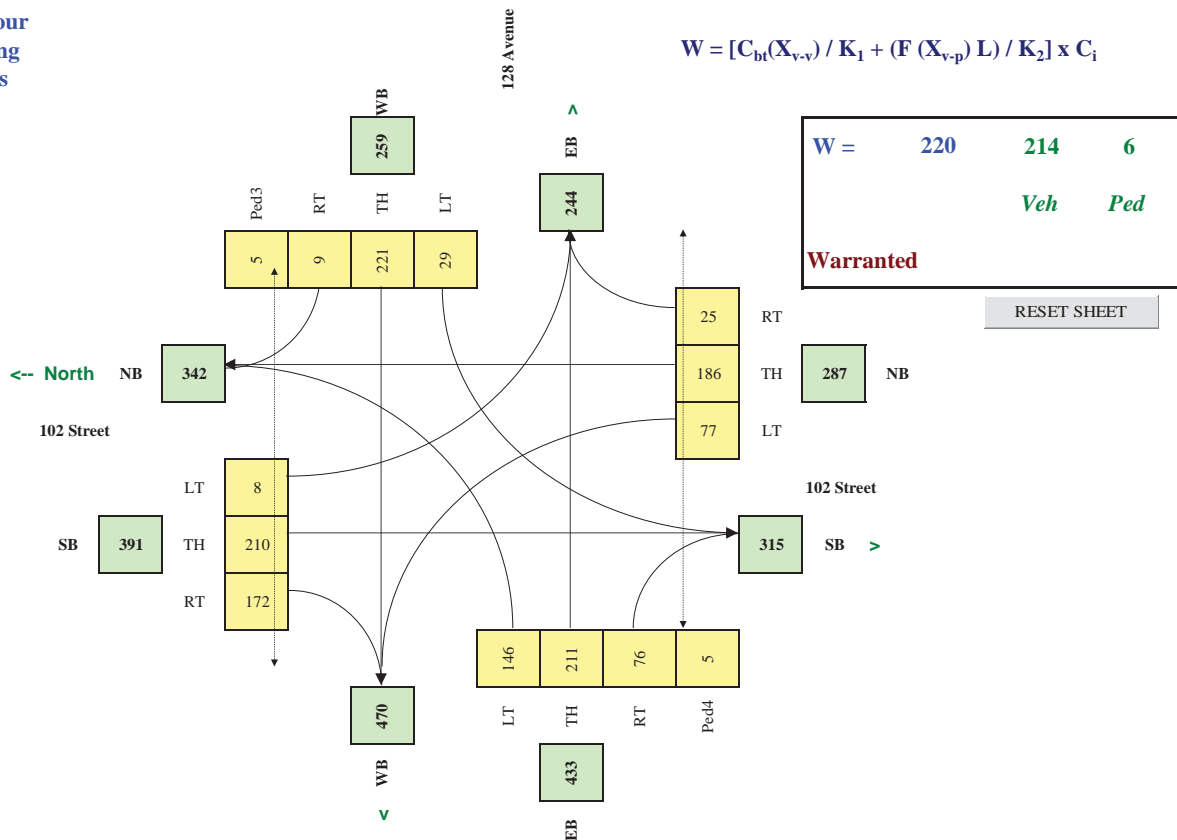 our
ng
s
128 Avenue
W = [Cbt(Xv-v) / K1 + (F (Xv-p) L) / K2] x Ci
WB
259
^
EB
244
W = 220 214 6
Veh Ped
Warranted
RESET SHEET
Ped3 RT TH LT
5 9 221 29
25 RT
<-- North NB 342
186 TH 287 NB
77 LT
102 Street
LT 8
102 Street
SB 391 TH 210
315 SB >
RT 172
146 211 76 5
LT TH RT Ped4
470
WB
v
433
EB